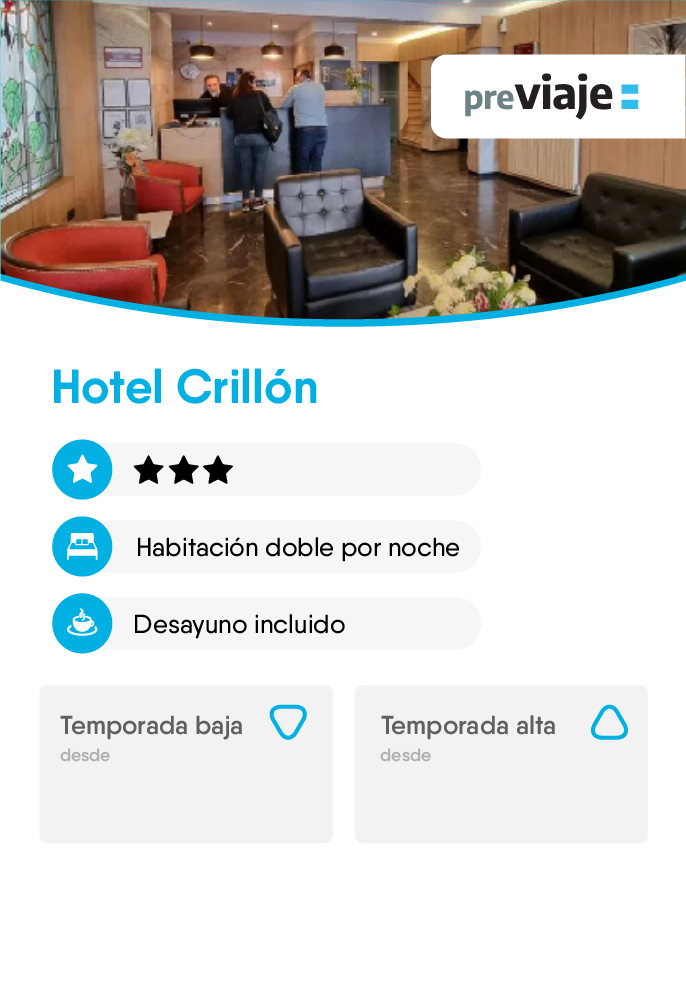 previaje
Hotel Crillón
Habitación doble por noche
Desayuno incluido
Temporada baja
desde
Temporada alta
desde